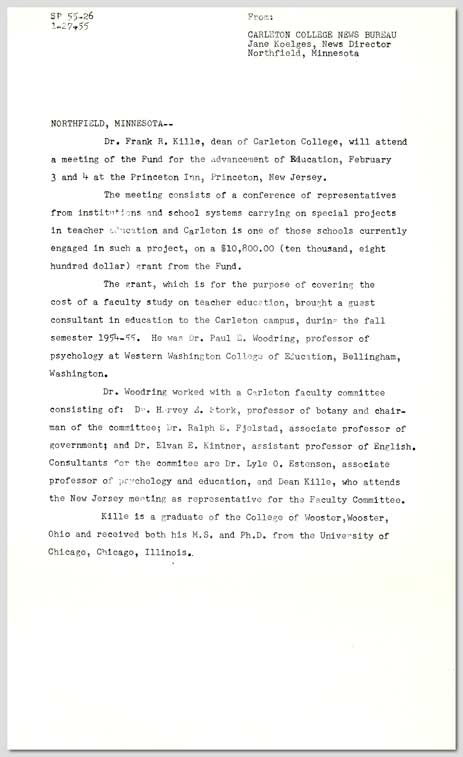 SP 55-26
1-27-55
From:
CARLETON COLLEGE NEWS BUREAU
Jane Koelges, News Director
Northfield, Minnesota
NORTHFIELD, MINNESOTA--
Dr. Frank R. Kille, dean of Carleton College, will attend
a meeting of the Fund for the advancement of Education, February
3 and 4 at the Princeton Inn, Princeton, New Jersey.
The meeting consists of a conference of representatives
from institutions and school systems carrying on special projects
in teacher education and Carleton is one of those schools currently
engaged in such a project, on a $10,800.00 (ten thousand, eight
hundred dollar) grant from the Fund.
The grant, which is for the purpose of covering the
cost of a faculty study on teacher education, brought a guest
consultant in education to the Carleton campus, during the fall
semester 1954-55. He was Dr. Paul E. Woodring, professor of
psychology at Western Washington College of Education, Bellingham,
Washington.
Dr. Woodring worked with a Carleton faculty committee
consisting of: Dr. Harvey E. Stork, professor of botany and chair-
man of the committee; Dr. Ralph S. Fjelstad, associate professor of
government; and Dr. Elvan E. Kintner, assistant professor of English.
Consultants for the commitee are Dr. Lyle O. Estenson, associate
professor of psychology and education, and Dean Kille, who attends
the New Jersey meeting as representative for the Faculty Committee.
Kille is a graduate of the College of Wooster,Wooster,
Ohio and received both his M.S. and Ph.D. from the University of
Chicago, Chicago, Illinois.